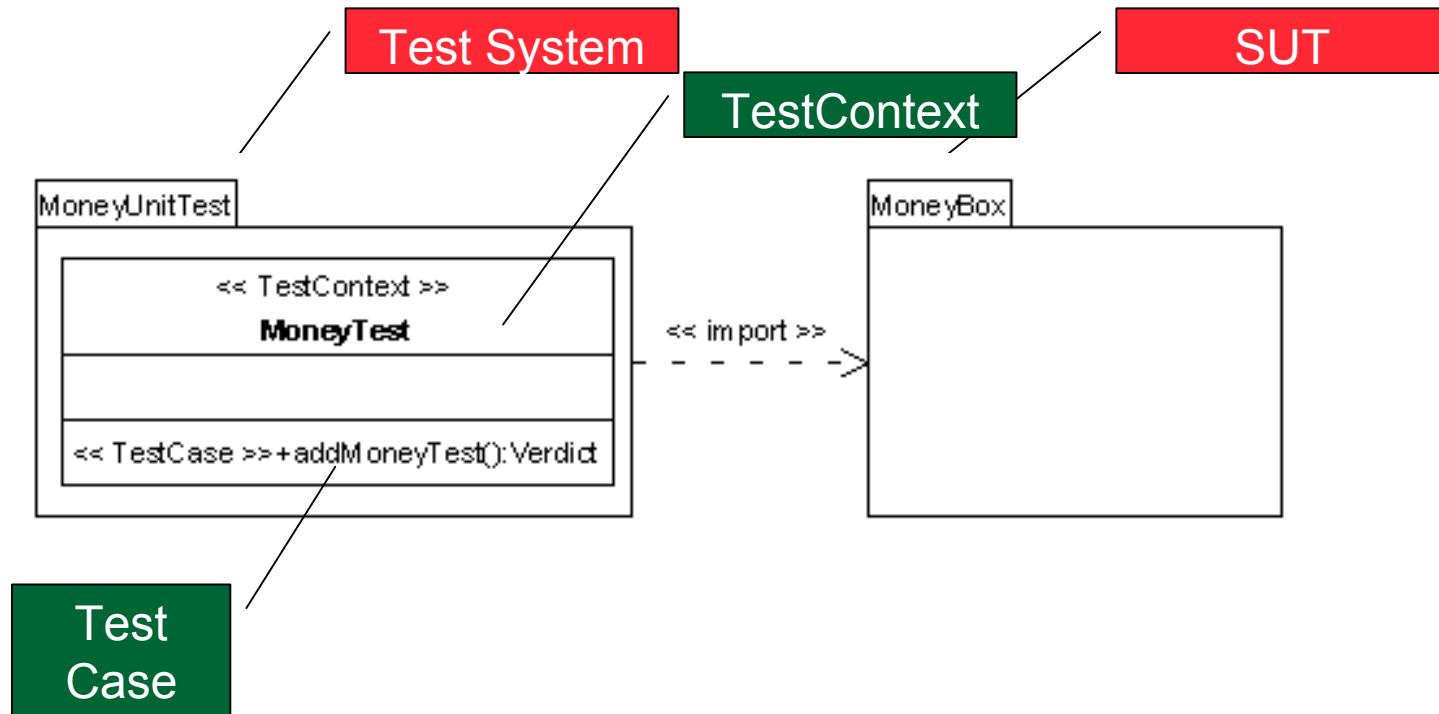 Test System
SUT
TestContext
MoneyUnitTest
MoneyBox
<< TestContext >>
MoneyTest
<< import >>
<< TestCase >>+addMoneyTest():Verdict
Test
Case